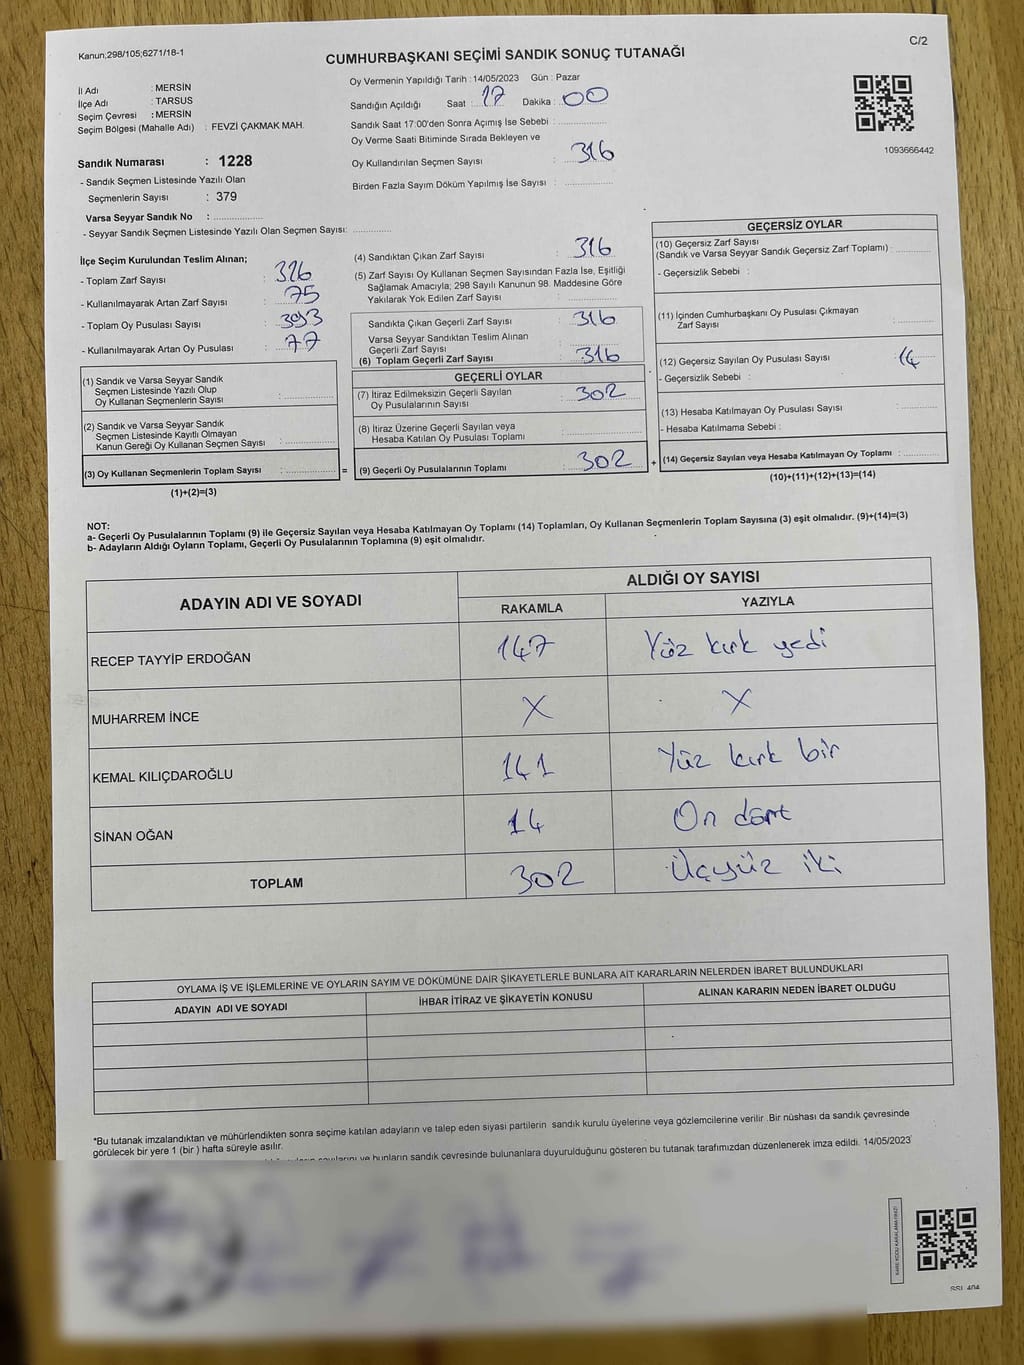 Kanun;298/105;6271/18-1
C/2
CUMHURBAŞKANI SEÇİMİ SANDIK SONUÇ TUTANAĞI
İl Adı : MERSİN
İlçe Adı : TARSUS
Seçim Çevresi : MERSİN
Seçim Bölgesi (Mahalle Adı) : FEVZİ ÇAKMAK MAH.
Sandık Numarası : 1228
- Sandık Seçmen Listesinde Yazılı Olan
Seçmenlerin Sayısı : 379
Varsa Seyyar Sandık No : ..................
- Seyyar Sandık Seçmen Listesinde Yazılı Olan Seçmen Sayısı: ..............
Oy Vermenin Yapıldığı Tarih : 14/05/2023 Gün : Pazar
Sandığın Açıldığı Saat : 17 Dakika : 00
Sandık Saat 17:00'den Sonra Açımış İse Sebebi : ..................
Oy Verme Saati Bitiminde Sırada Bekleyen ve
Oy Kullandırılan Seçmen Sayısı : 316
Birden Fazla Sayım Döküm Yapılmış İse Sayısı : ..................
1093666442
İlçe Seçim Kurulundan Teslim Alınan;
- Toplam Zarf Sayısı : 326
- Kullanılmayarak Artan Zarf Sayısı : 75
- Toplam Oy Pusulası Sayısı : 393
- Kullanılmayarak Artan Oy Pusulası : 77
(1) Sandık ve Varsa Seyyar Sandık
Seçmen Listesinde Yazılı Olup
Oy Kullanan Seçmenlerin Sayısı : ..................
(2) Sandık ve Varsa Seyyar Sandık
Seçmen Listesinde Kayıtlı Olmayan
Kanun Gereği Oy Kullanan Seçmen Sayısı : ..................
(3) Oy Kullanan Seçmenlerin Toplam Sayısı : ..................
(1)+(2)=(3)
(4) Sandıktan Çıkan Zarf Sayısı : 316
(5) Zarf Sayısı Oy Kullanan Seçmen Sayısından Fazla İse, Eşitliği
Sağlamak Amacıyla; 298 Sayılı Kanunun 98. Maddesine Göre
Yakılarak Yok Edilen Zarf Sayısı : ..................
Sandıkta Çıkan Geçerli Zarf Sayısı : 316
Varsa Seyyar Sandıktan Teslim Alınan
Geçerli Zarf Sayısı : ..................
(6) Toplam Geçerli Zarf Sayısı : 316
GEÇERLİ OYLAR
(7) İtiraz Edilmeksizin Geçerli Sayılan
Oy Pusulalarının Sayısı : 302
(8) İtiraz Üzerine Geçerli Sayılan veya
Hesaba Katılan Oy Pusulası Toplamı : ..................
= (9) Geçerli Oy Pusulalarının Toplamı : 302 +
GEÇERSİZ OYLAR
(10) Geçersiz Zarf Sayısı
(Sandık ve Varsa Seyyar Sandık Geçersiz Zarf Toplamı) : ..............
- Geçersizlik Sebebi :
(11) İçinden Cumhurbaşkanı Oy Pusulası Çıkmayan
Zarf Sayısı : ..............
(12) Geçersiz Sayılan Oy Pusulası Sayısı : 14
- Geçersizlik Sebebi :
(13) Hesaba Katılmayan Oy Pusulası Sayısı : ..............
- Hesaba Katılmama Sebebi :
(14) Geçersiz Sayılan veya Hesaba Katılmayan Oy Toplamı : ..............
(10)+(11)+(12)+(13)=(14)
NOT:
a- Geçerli Oy Pusulalarının Toplamı (9) ile Geçersiz Sayılan veya Hesaba Katılmayan Oy Toplamı (14) Toplamları, Oy Kullanan Seçmenlerin Toplam Sayısına (3) eşit olmalıdır. (9)+(14)=(3)
b- Adayların Aldığı Oyların Toplamı, Geçerli Oy Pusulalarının Toplamına (9) eşit olmalıdır.
ADAYIN ADI VE SOYADI ALDIĞI OY SAYISI
RAKAMLA YAZIYLA
RECEP TAYYİP ERDOĞAN 147 Yüz kırk yedi
MUHARREM İNCE X X
KEMAL KILIÇDAROĞLU 141 Yüz kırk bir
SİNAN OĞAN 14 On dört
TOPLAM 302 Üçyüz iki
OYLAMA İŞ VE İŞLEMLERİNE VE OYLARIN SAYIM VE DÖKÜMÜNE DAİR ŞİKAYETLERLE BUNLARA AİT KARARLARIN NELERDEN İBARET BULUNDUKLARI
ADAYIN ADI VE SOYADI İHBAR İTİRAZ VE ŞİKAYETİN KONUSU ALINAN KARARIN NEDEN İBARET OLDUĞU
*Bu tutanak imzalandıktan ve mühürlendikten sonra seçime katılan adayların ve talep eden siyasi partilerin sandık kurulu üyelerine veya gözlemcilerine verilir. Bir nüshası da sandık çevresinde
görülecek bir yere 1 (bir ) hafta süreyle asılır.
ve bunların sandık çevresinde bulunanlara duyurulduğunu gösteren bu tutanak tarafımızdan düzenlenerek imza edildi. 14/05/2023